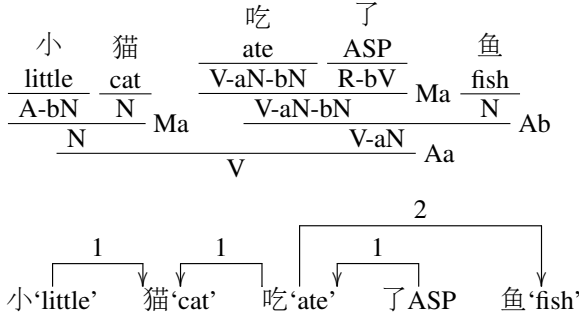 小 猫 吃 了 鱼
little cat ate ASP fish
A-bN N V-aN-bN R-bV Ma N
N Ma V-aN-bN Ab
V-aN Aa
V
2
1 1 1
小‘little’ 猫‘cat’ 吃‘ate’ 了ASP 鱼‘fish’